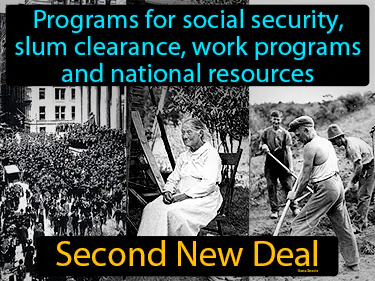 Programs for social security,
slum clearance, work programs
and national resources
Second New Deal